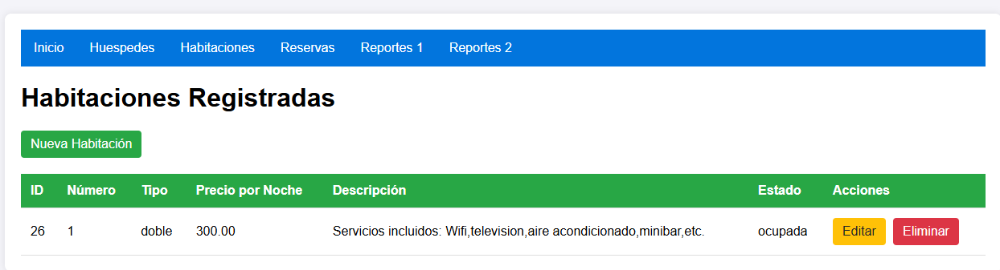 Inicio Huespedes Habitaciones Reservas Reportes 1 Reportes 2
Habitaciones Registradas
Nueva Habitación
ID Número Tipo Precio por Noche Descripción Estado Acciones
26 1 doble 300.00 Servicios incluidos: Wifi,television,aire acondicionado,minibar,etc. ocupada Editar Eliminar